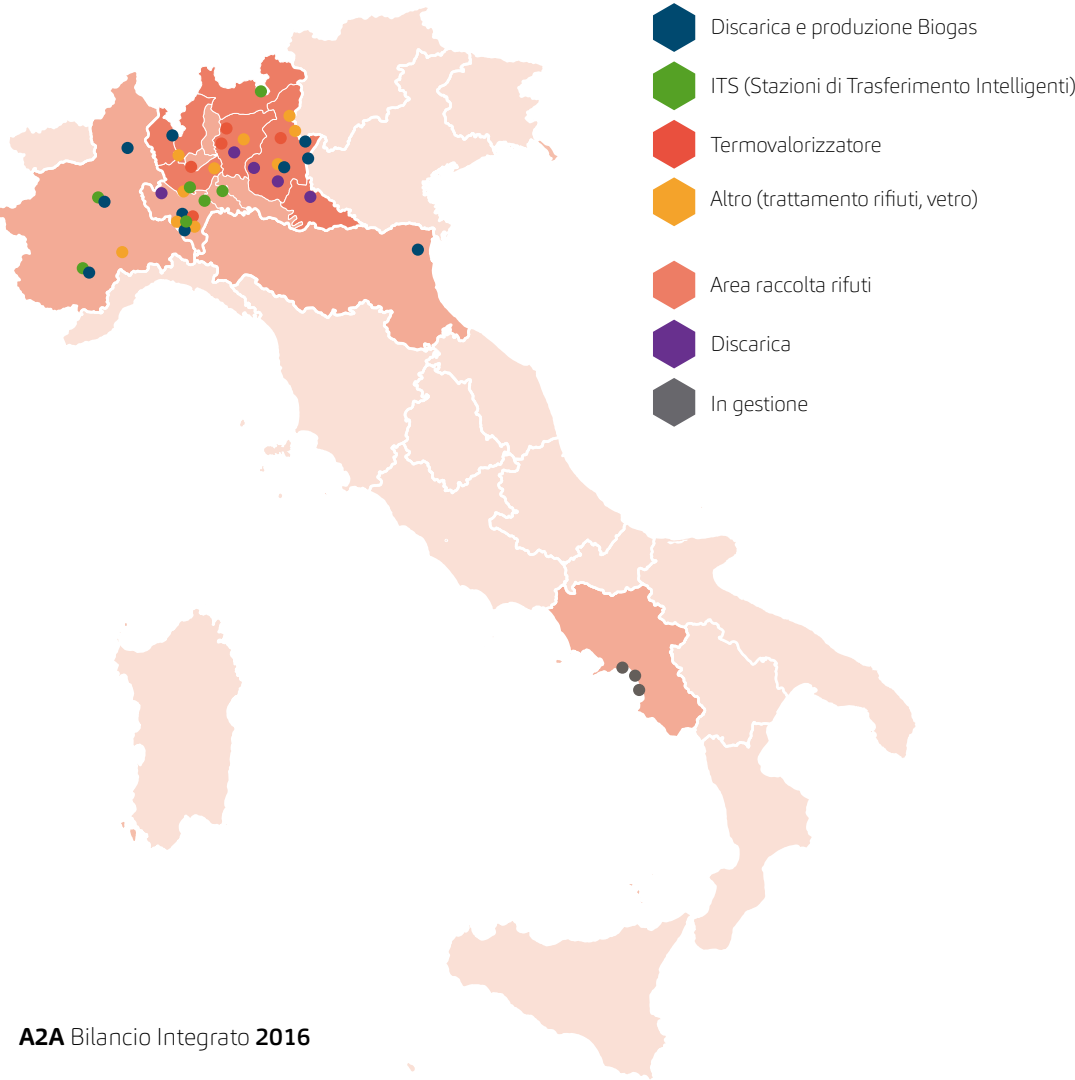 Discarica e produzione Biogas
ITS (Stazioni di Trasferimento Intelligenti)
Termovalorizzatore
Altro (trattamento rifiuti, vetro)
Area raccolta rifiuti
Discarica
In gestione
A2A Bilancio Integrato 2016